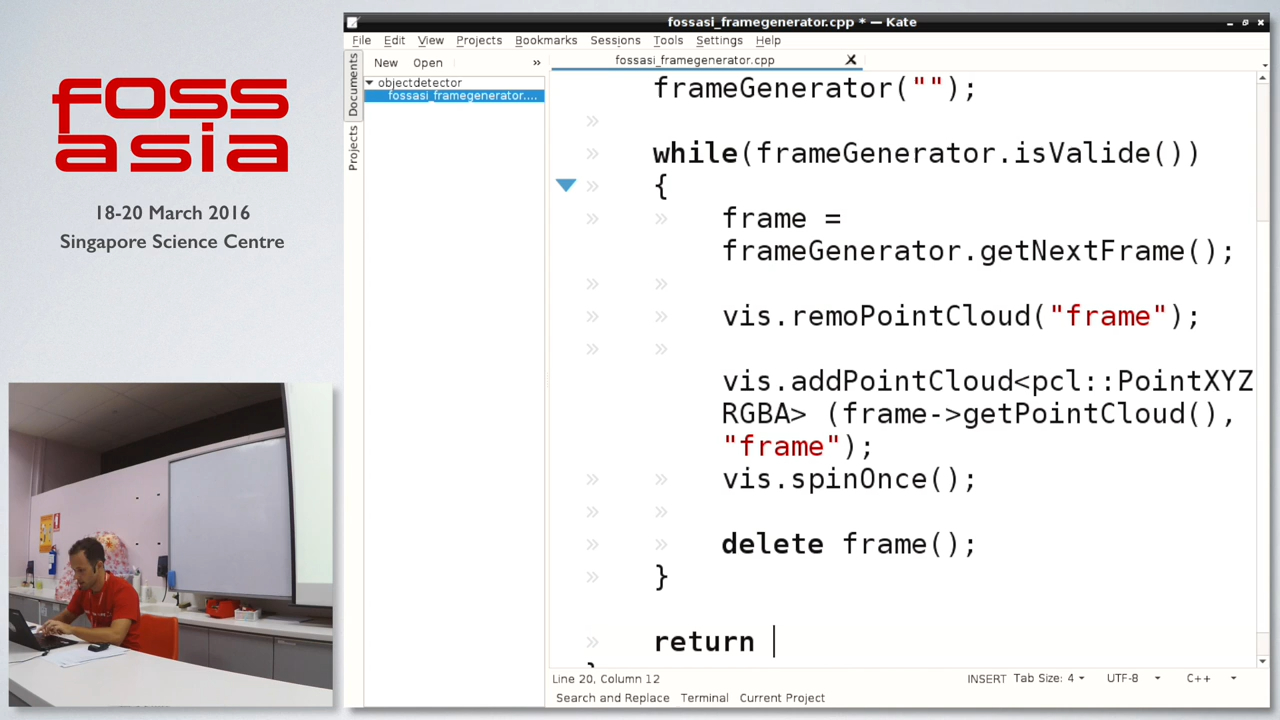 foss
asia
18-20 March 2016
Singapore Science Centre
fossasi_framegenerator.cpp * — Kate
File Edit View Projects Bookmarks Sessions Tools Settings Help
New Open »
fossasi_framegenerator.cpp
Documents
Projects
objectdetector
fossasi_framegenerator....
frameGenerator("");
while(frameGenerator.isValide())
{
frame =
frameGenerator.getNextFrame();
vis.remoPointCloud("frame");
vis.addPointCloud<pcl::PointXYZ
RGBA> (frame->getPointCloud(),
"frame");
vis.spinOnce();
delete frame();
}
return
Line 20, Column 12 INSERT Tab Size: 4 UTF-8 C++
Search and Replace Terminal Current Project